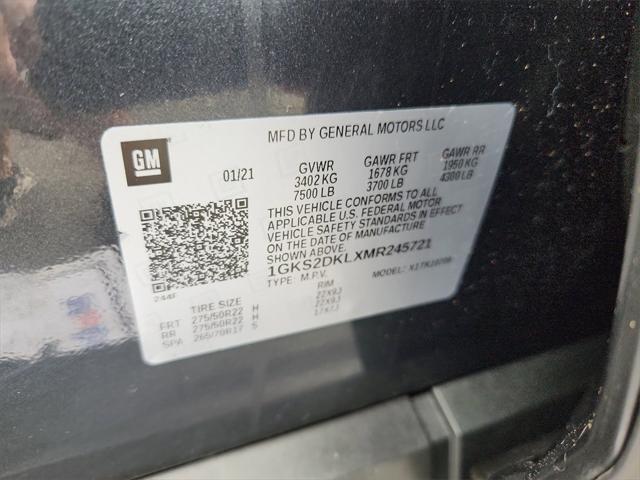 MFD BY GENERAL MOTORS LLC
GM
01/21
GVWR GAWR FRT GAWR RR
3402 KG 1678 KG 1950 KG
7500 LB 3700 LB 4300 LB
THIS VEHICLE CONFORMS TO ALL
APPLICABLE U.S. FEDERAL MOTOR
VEHICLE SAFETY STANDARDS IN EFFECT
ON THE DATE OF MANUFACTURE
SHOWN ABOVE.
1GKS2DKLXMR245721
TYPE: M.P.V. MODEL:
244F
TIRE SIZE RIM
FRT 275/50R22 H 22X9J
RR 275/50R22 H 22X9J
SPA 265/70R17 S 17X7J